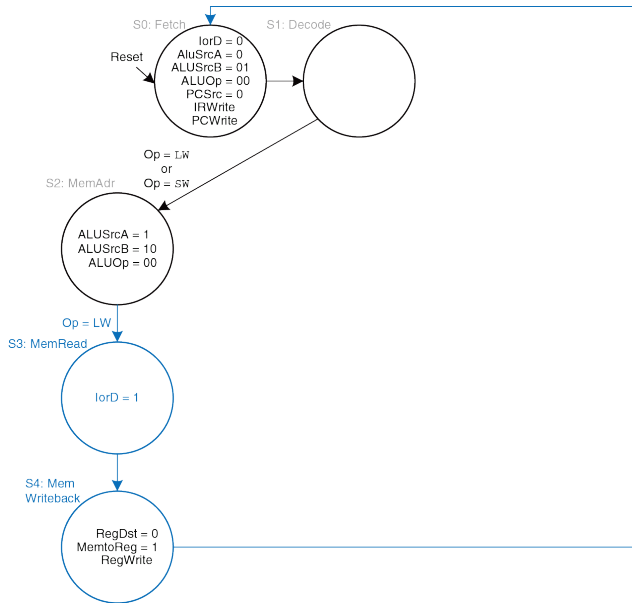 S0: Fetch
S1: Decode
Reset
IorD = 0
AluSrcA = 0
ALUSrcB = 01
ALUOp = 00
PCSrc = 0
IRWrite
PCWrite
Op = LW
or
Op = SW
S2: MemAdr
ALUSrcA = 1
ALUSrcB = 10
ALUOp = 00
Op = LW
S3: MemRead
IorD = 1
S4: Mem
Writeback
RegDst = 0
MemtoReg = 1
RegWrite